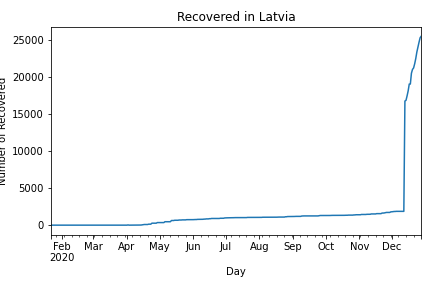 Recovered in Latvia
Number of Recovered
25000
20000
15000
10000
5000
0
Feb Mar Apr May Jun Jul Aug Sep Oct Nov Dec
2020
Day